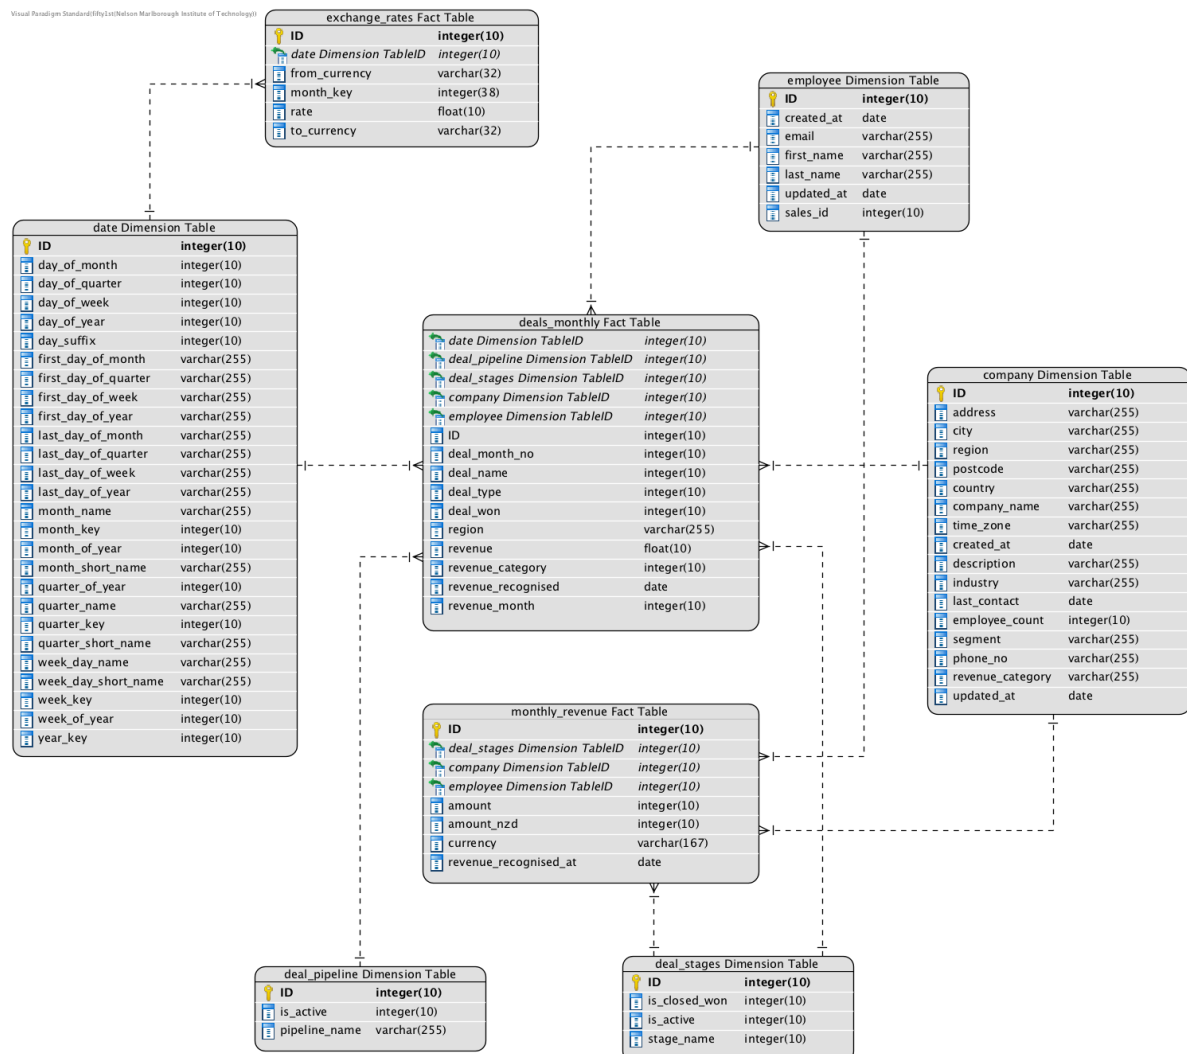 Visual Paradigm Standard(fifty1st(Nelson Marlborough Institute of Technology))
exchange_rates Fact Table
ID integer(10)
date Dimension TableID integer(10)
from_currency varchar(32)
month_key integer(38)
rate float(10)
to_currency varchar(32)
employee Dimension Table
ID integer(10)
created_at date
email varchar(255)
first_name varchar(255)
last_name varchar(255)
updated_at date
sales_id integer(10)
date Dimension Table
ID integer(10)
day_of_month integer(10)
day_of_quarter integer(10)
day_of_week integer(10)
day_of_year integer(10)
day_suffix integer(10)
first_day_of_month varchar(255)
first_day_of_quarter varchar(255)
first_day_of_week varchar(255)
first_day_of_year varchar(255)
last_day_of_month varchar(255)
last_day_of_quarter varchar(255)
last_day_of_week varchar(255)
last_day_of_year varchar(255)
month_name varchar(255)
month_key integer(10)
month_of_year integer(10)
month_short_name varchar(255)
quarter_of_year integer(10)
quarter_name varchar(255)
quarter_key integer(10)
quarter_short_name varchar(255)
week_day_name varchar(255)
week_day_short_name varchar(255)
week_key integer(10)
week_of_year integer(10)
year_key integer(10)
deals_monthly Fact Table
date Dimension TableID integer(10)
deal_pipeline Dimension TableID integer(10)
deal_stages Dimension TableID integer(10)
company Dimension TableID integer(10)
employee Dimension TableID integer(10)
ID integer(10)
deal_month_no integer(10)
deal_name integer(10)
deal_type integer(10)
deal_won integer(10)
region varchar(255)
revenue float(10)
revenue_category integer(10)
revenue_recognised date
revenue_month integer(10)
company Dimension Table
ID integer(10)
address varchar(255)
city varchar(255)
region varchar(255)
postcode varchar(255)
country varchar(255)
company_name varchar(255)
time_zone varchar(255)
created_at date
description varchar(255)
industry varchar(255)
last_contact date
employee_count integer(10)
segment varchar(255)
phone_no varchar(255)
revenue_category varchar(255)
updated_at date
monthly_revenue Fact Table
ID integer(10)
deal_stages Dimension TableID integer(10)
company Dimension TableID integer(10)
employee Dimension TableID integer(10)
amount integer(10)
amount_nzd integer(10)
currency varchar(167)
revenue_recognised_at date
deal_pipeline Dimension Table
ID integer(10)
is_active integer(10)
pipeline_name varchar(255)
deal_stages Dimension Table
ID integer(10)
is_closed_won integer(10)
is_active integer(10)
stage_name integer(10)